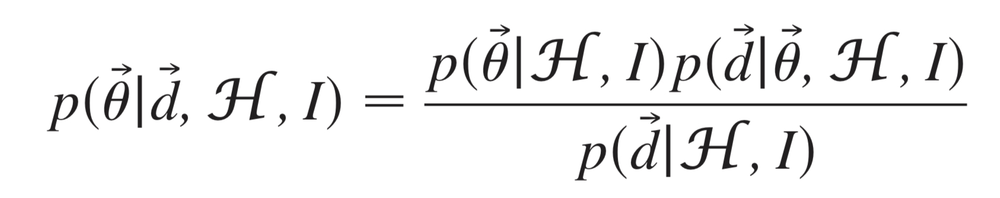 p(θ⃗|d⃗, ℋ, I) = p(θ⃗|ℋ, I)p(d⃗|θ⃗, ℋ, I) / p(d⃗|ℋ, I)